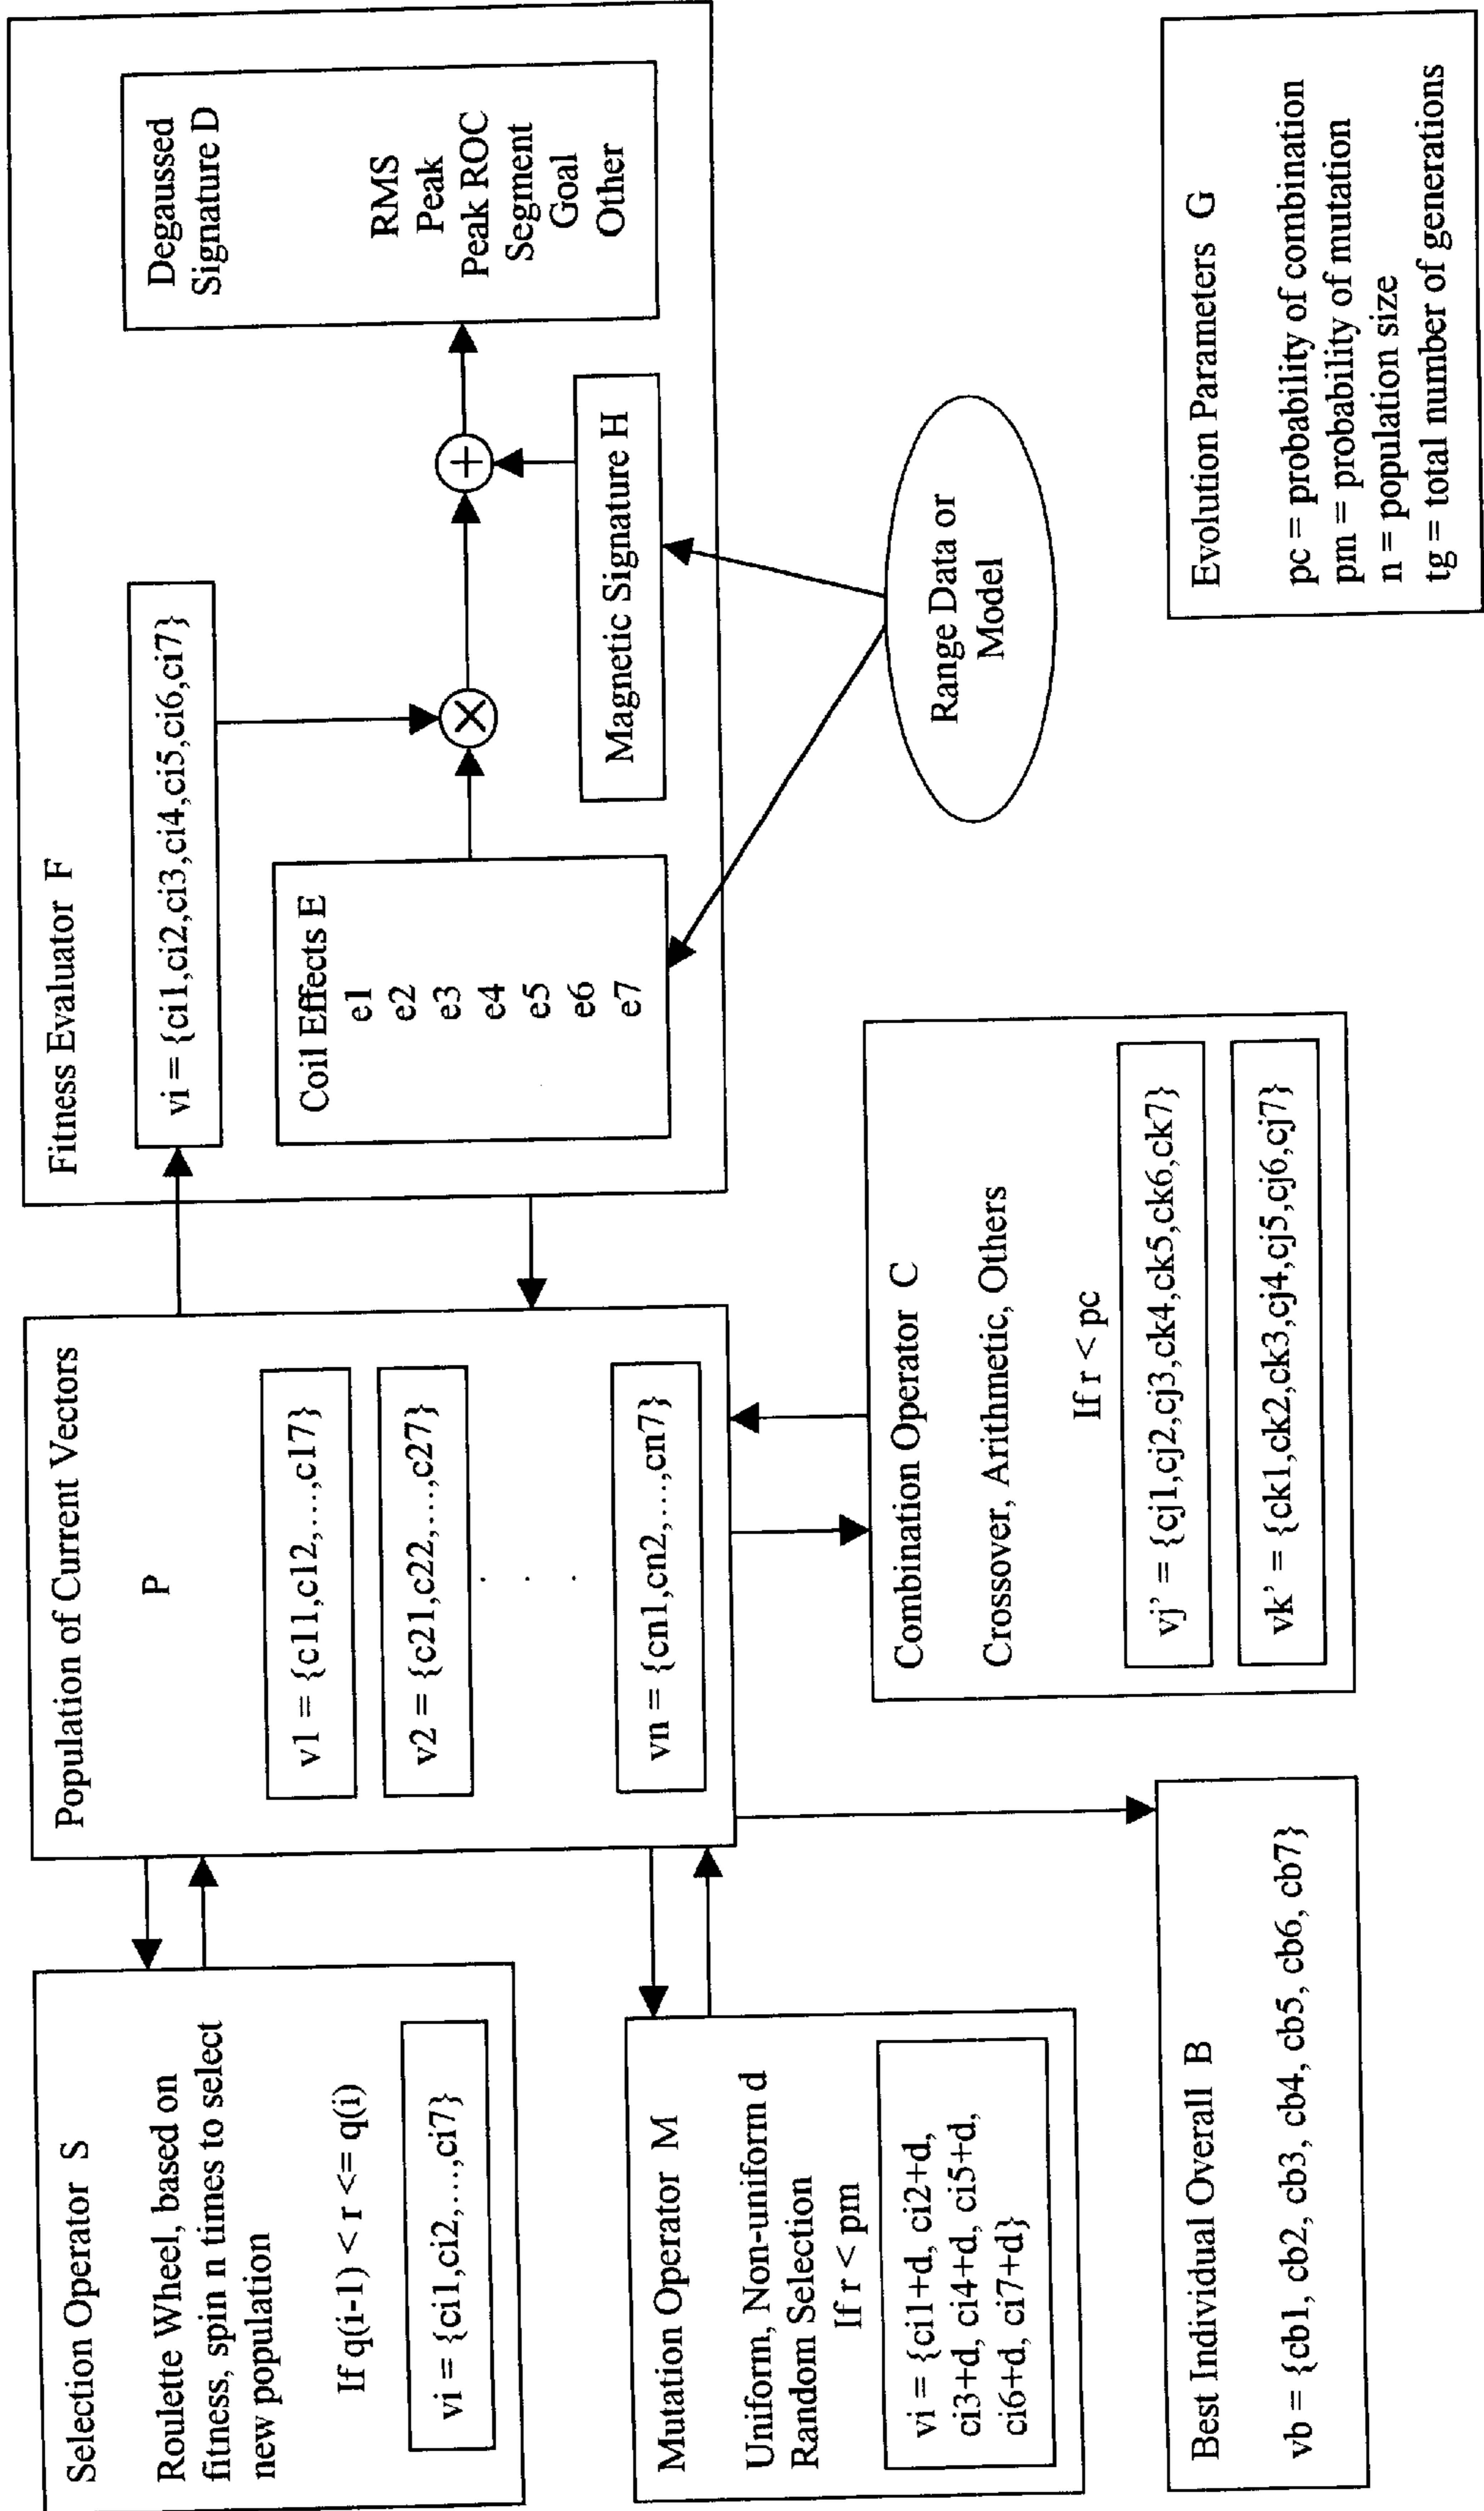 Selection Operator S
Roulette Wheel, based on
fitness, spin n times to select
new population
If q(i-1) < r <= q(i)
vi = {ci1,ci2,...,ci7}
Mutation Operator M
Uniform, Non-uniform d
Random Selection
If r < pm
vi = {ci1+d, ci2+d,
ci3+d, ci4+d, ci5+d,
ci6+d, ci7+d}
Best Individual Overall B
vb = {cb1, cb2, cb3, cb4, cb5, cb6, cb7}
Population of Current Vectors
P
v1 = {c11,c12,...,c17}
v2 = {c21,c22,...,c27}
.
.
.
vn = {cn1,cn2,...,cn7}
Combination Operator C
Crossover, Arithmetic, Others
If r < pc
vj' = {cj1,cj2,cj3,ck4,ck5,ck6,ck7}
vk' = {ck1,ck2,ck3,cj4,cj5,cj6,cj7}
Fitness Evaluator F
vi = {ci1,ci2,ci3,ci4,ci5,ci6,ci7}
Coil Effects E
e1
e2
e3
e4
e5
e6
e7
×
+
Magnetic Signature H
Degaussed
Signature D
RMS
Peak
Peak ROC
Segment
Goal
Other
Range Data or
Model
Evolution Parameters G
pc = probability of combination
pm = probability of mutation
n = population size
tg = total number of generations